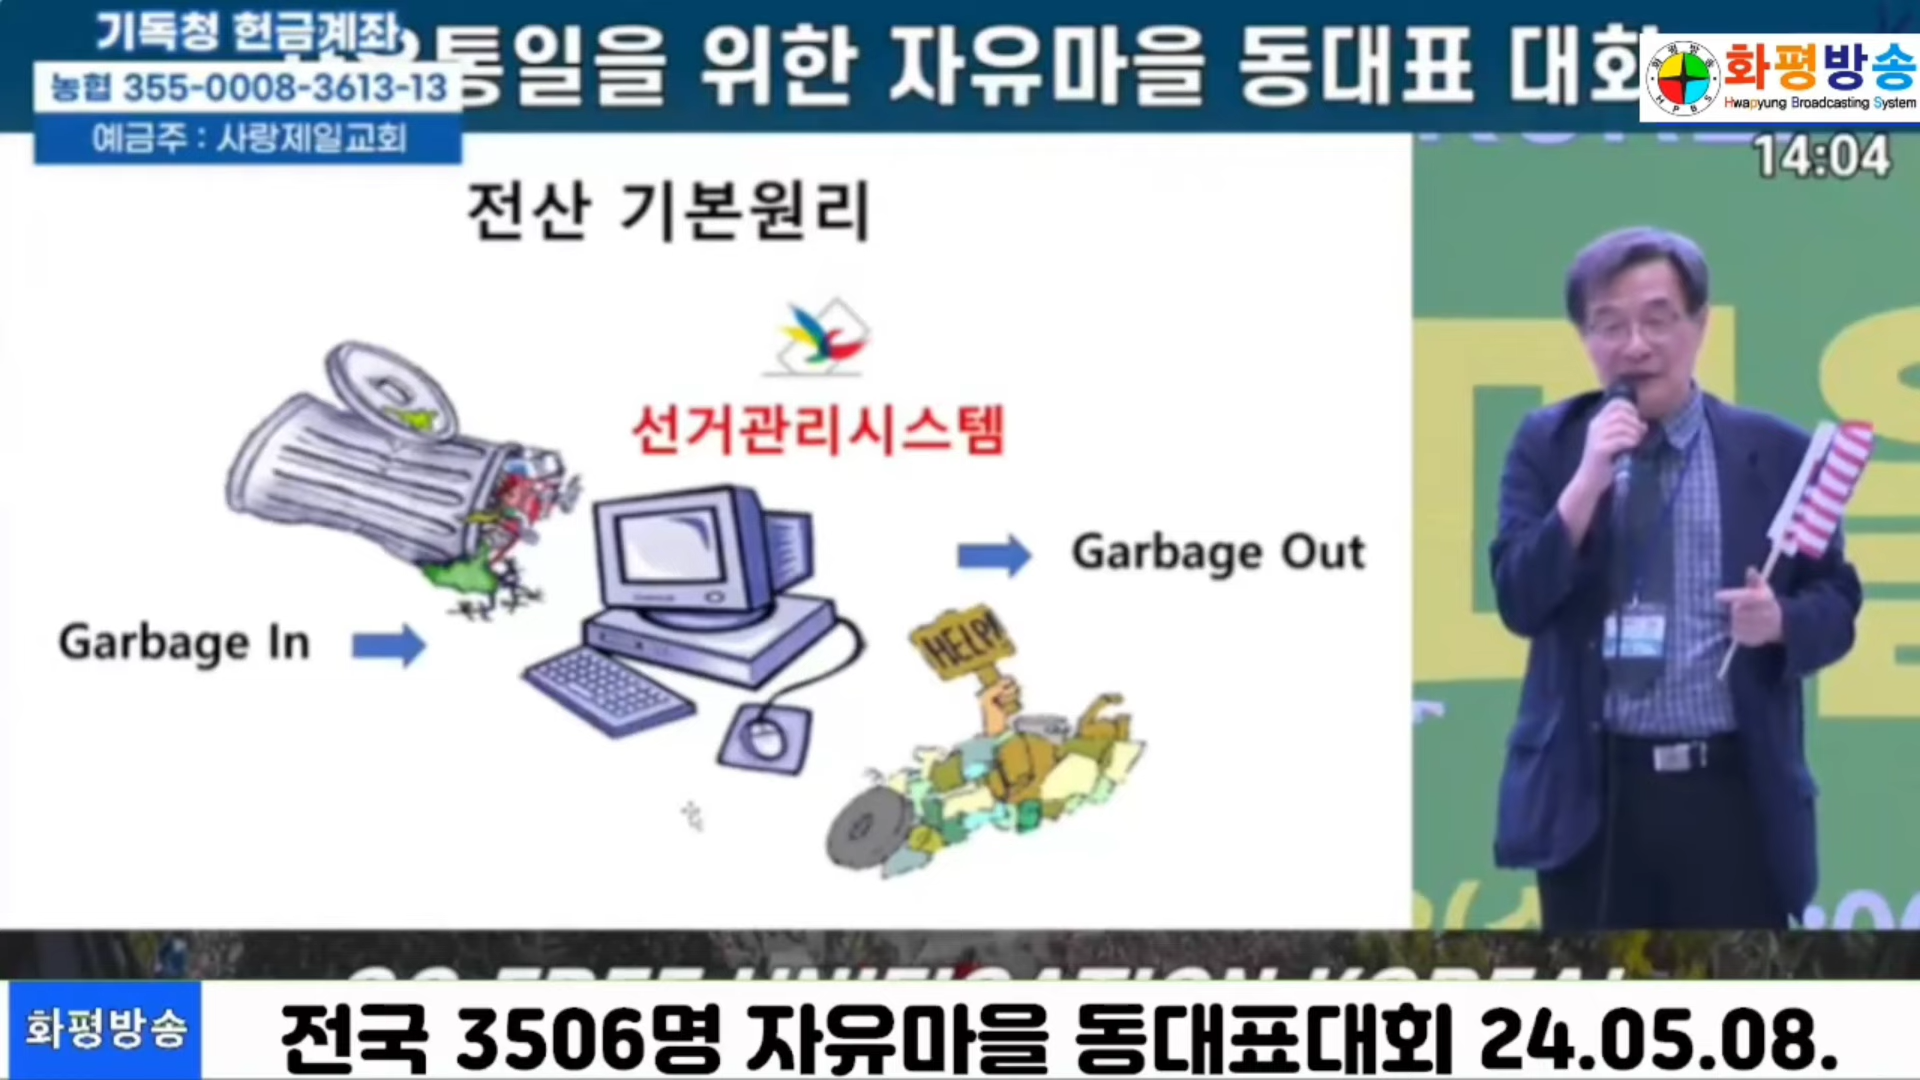 기독청 헌금계좌
농협 355-0008-3613-13
예금주 : 사랑제일교회
통일을 위한 자유마을 동대표 대회
화평방송
Hwapyung Broadcasting System
14:04
전산 기본원리
선거관리시스템
Garbage In
Garbage Out
HELP!
화평방송
전국 3506명 자유마을 동대표대회 24.05.08.